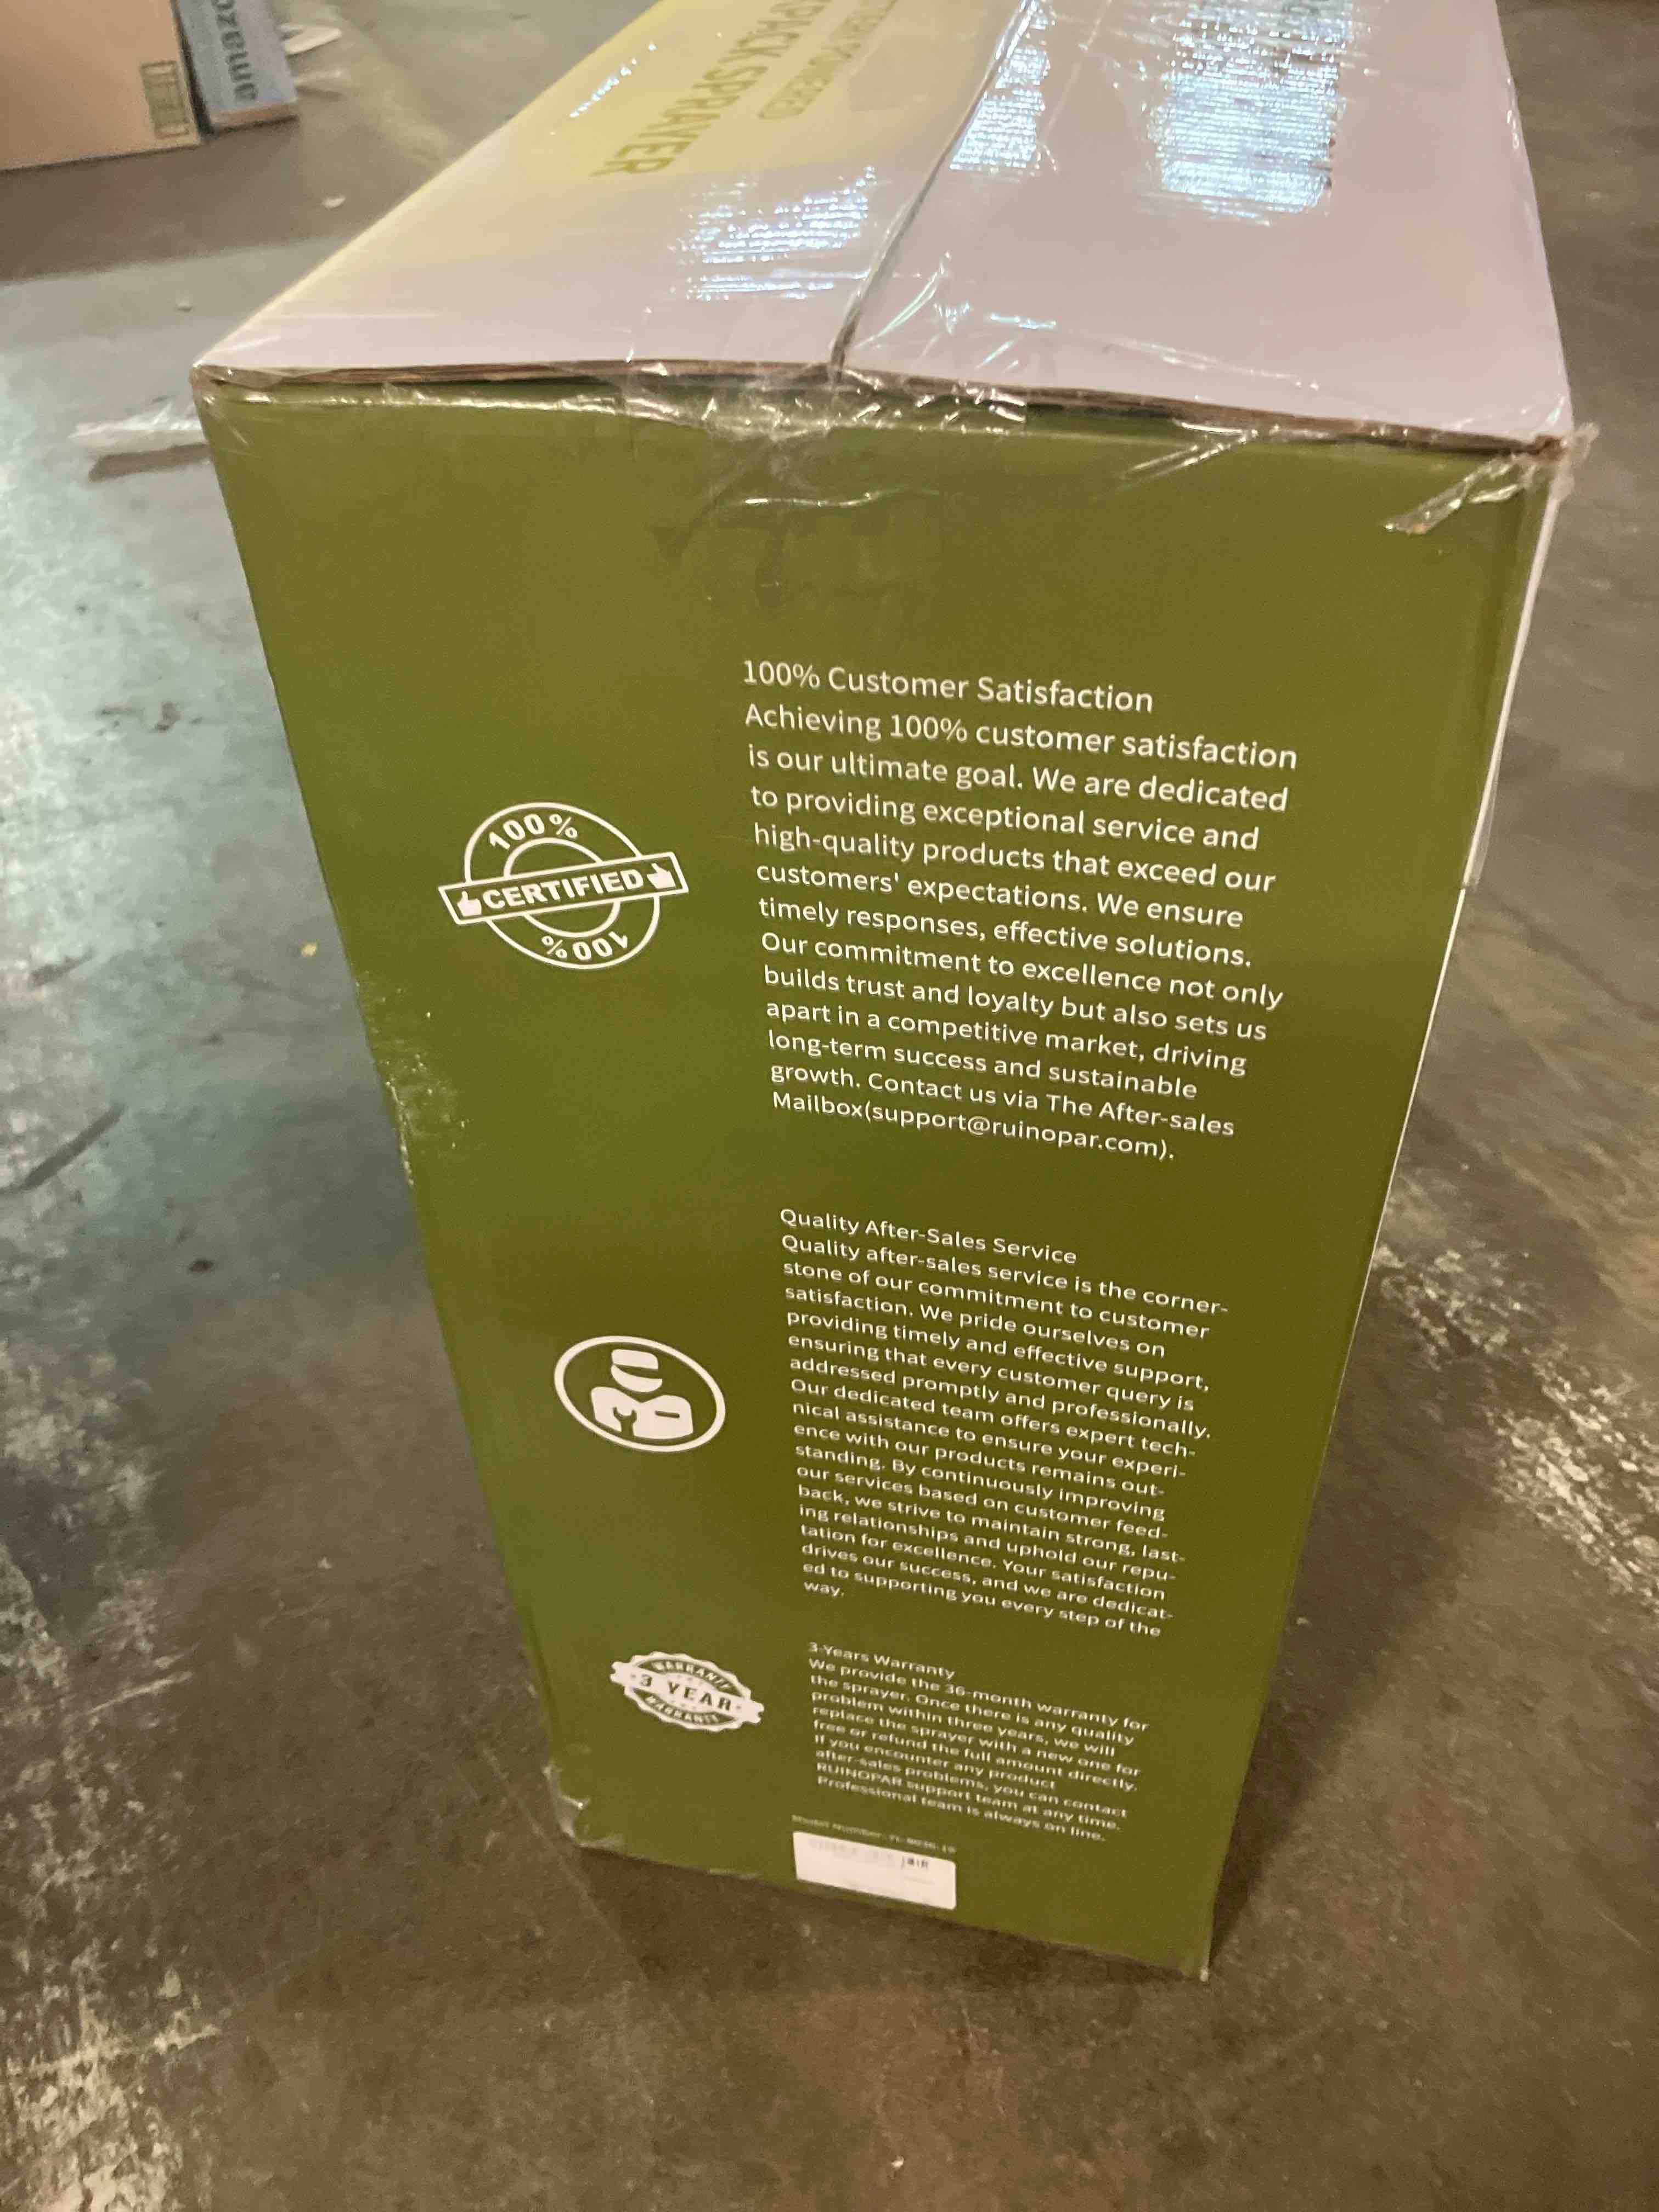 amazo
SPRAYER
100% Customer Satisfaction
Achieving 100% customer satisfaction
is our ultimate goal. We are dedicated
to providing exceptional service and
high-quality products that exceed our
customers' expectations. We ensure
timely responses, effective solutions.
Our commitment to excellence not only
builds trust and loyalty but also sets us
apart in a competitive market, driving
long-term success and sustainable
growth. Contact us via The After-sales
Mailbox(support@ruinopar.com).
100%
CERTIFIED
100%
Quality After-Sales Service
Quality after-sales service is the corner-
stone of our commitment to customer
satisfaction. We pride ourselves on
providing timely and effective support,
ensuring that every customer query is
addressed promptly and professionally.
Our dedicated team offers expert tech-
nical assistance to ensure your experi-
ence with our products remains out-
standing. By continuously improving
our services based on customer feed-
back, we strive to maintain strong, last-
ing relationships and uphold our repu-
tation for excellence. Your satisfaction
drives our success, and we are dedicat-
ed to supporting you every step of the
way.
WARRANTY
3 YEAR
WARRANTY
3-Years Warranty
We provide the 36-month warranty for
the sprayer. Once there is any quality
problem within three years, we will
replace the sprayer with a new one for
free or refund the full amount directly.
If you encounter any product
after-sales problems, you can contact
RUINOPAR support team at any time.
Professional team is always on line.
Model Number: